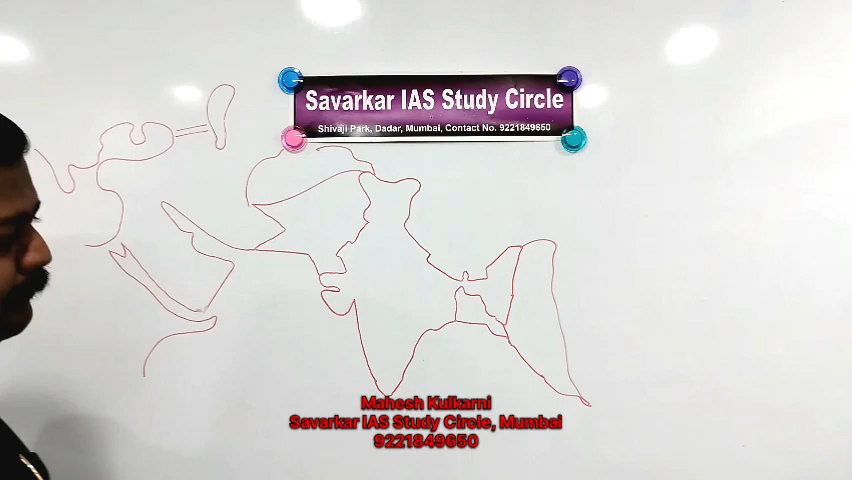 Savarkar IAS Study Circle
Shivaji Park, Dadar, Mumbai, Contact No. 9221849650
Mahesh Kulkarni
Savarkar IAS Study Circle, Mumbai
9221849650